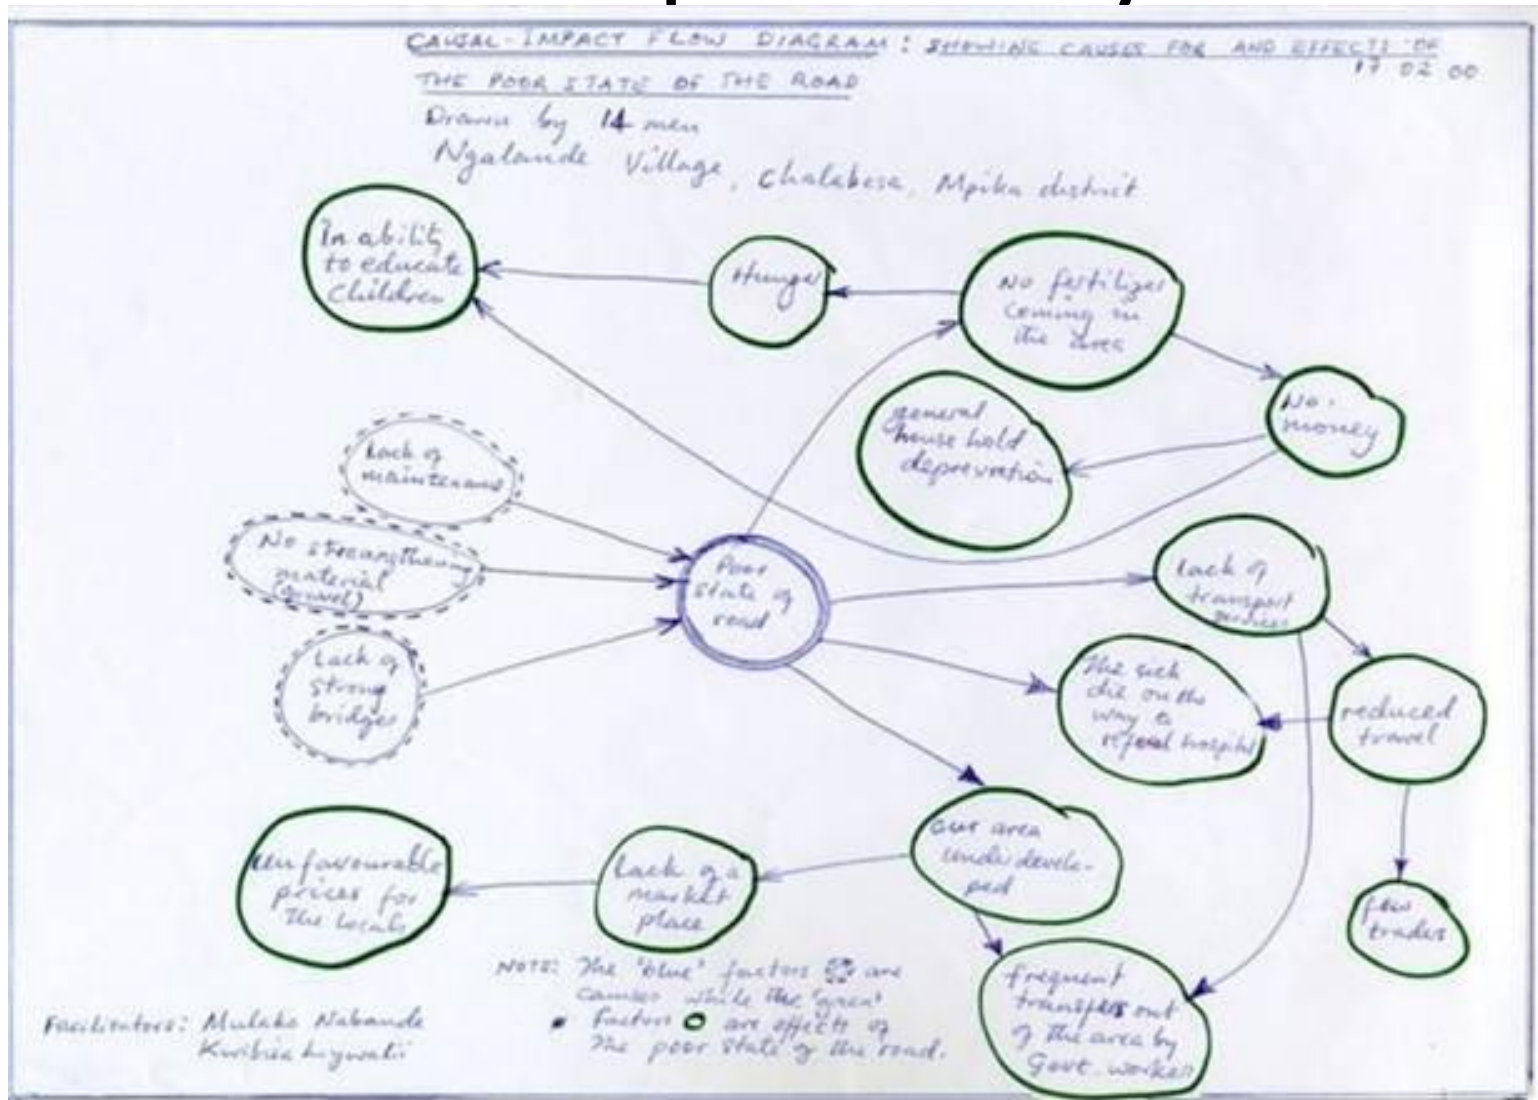 CAUSAL-IMPACT FLOW DIAGRAM: SHOWING CAUSES FOR AND EFFECTS OF
17 02 00
THE POOR STATE OF THE ROAD
Drawn by 14 men
Ngalande Village, Chalabesa, Mpika district
In ability
to educate
children
Hunger
No fertilizer
coming in
the area
No
money
general
house hold
Lack of
maintenance
No
material
(gravel)
Lack of
strong
bridges
Poor
state of
road
Lack of
transport
services
The sick
die on the
way to
hospital
reduced
travel
few
our area
under develo-
ped
Lack of a
market
place
unfavourable
prices for
the locals
frequent
transfers out
of the area by
Govt. workers
NOTE: The "blue" factors are
causes while the 'green'
Factors are effects of
The poor state of the road.
Facilitators: Mulako Nabanda